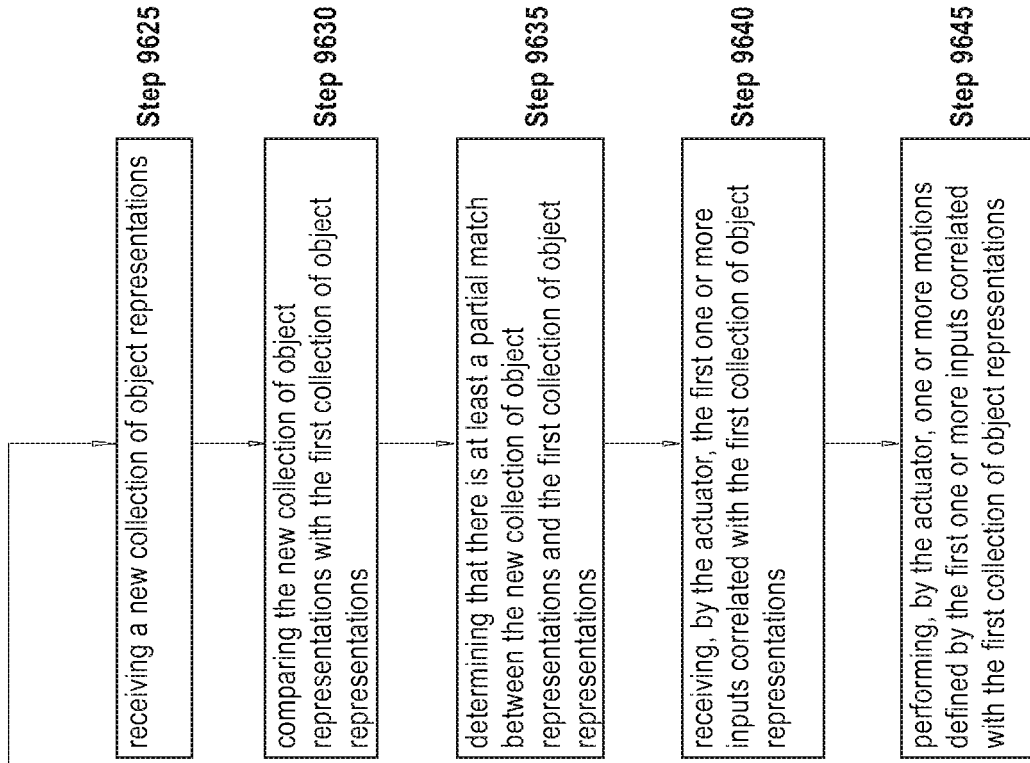 receiving a new collection of object representations
Step 9625
comparing the new collection of object
representations with the first collection of object
representations
Step 9630
determining that there is at least a partial match
between the new collection of object
representations and the first collection of object
representations
Step 9635
receiving, by the actuator, the first one or more
inputs correlated with the first collection of object
representations
Step 9640
performing, by the actuator, one or more motions
defined by the first one or more inputs correlated
with the first collection of object representations
Step 9645